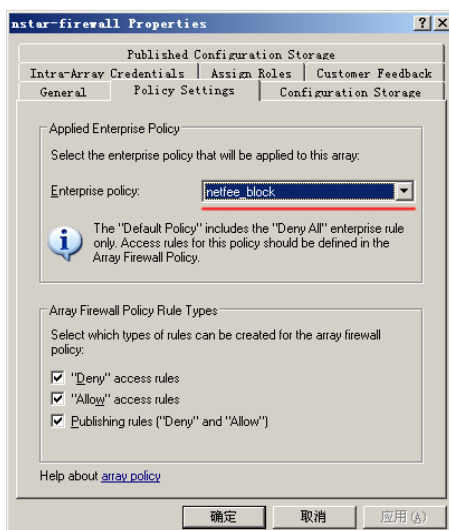 nstar-firewall Properties
Published Configuration Storage
Intra-Array Credentials
Assign Roles
Customer Feedback
General
Policy Settings
Configuration Storage
Applied Enterprise Policy
Select the enterprise policy that will be applied to this array:
Enterprise policy:
netfee_block
The "Default Policy" includes the "Deny All" enterprise rule
only. Access rules for this policy should be defined in the
Array Firewall Policy.
Array Firewall Policy Rule Types
Select which types of rules can be created for the array firewall
policy:
"Deny" access rules
"Allow" access rules
Publishing rules ("Deny" and "Allow")
Help about array policy
确定
取消
应用(A)